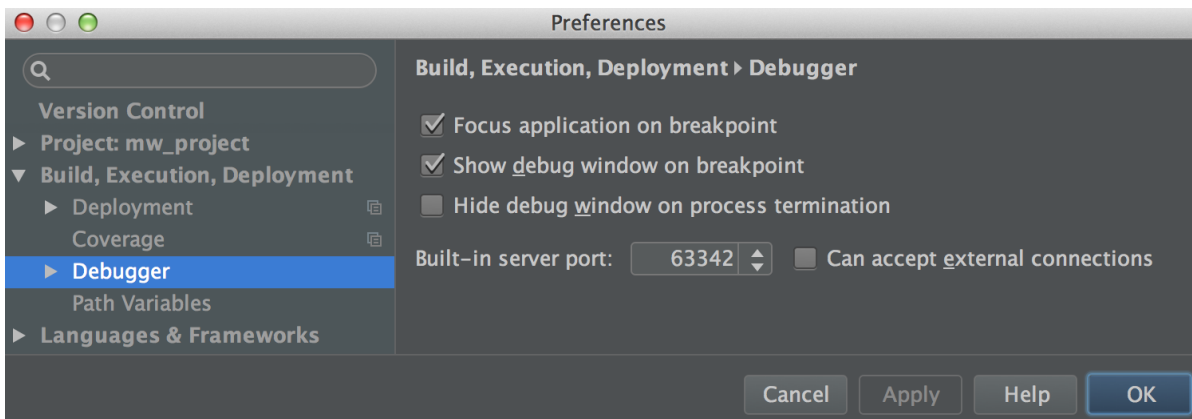 Preferences
Version Control
Project: mw_project
Build, Execution, Deployment
Deployment
Coverage
Debugger
Path Variables
Languages & Frameworks
Build, Execution, Deployment ▸ Debugger
Focus application on breakpoint
Show debug window on breakpoint
Hide debug window on process termination
Built-in server port: 63342 Can accept external connections
Cancel Apply Help OK